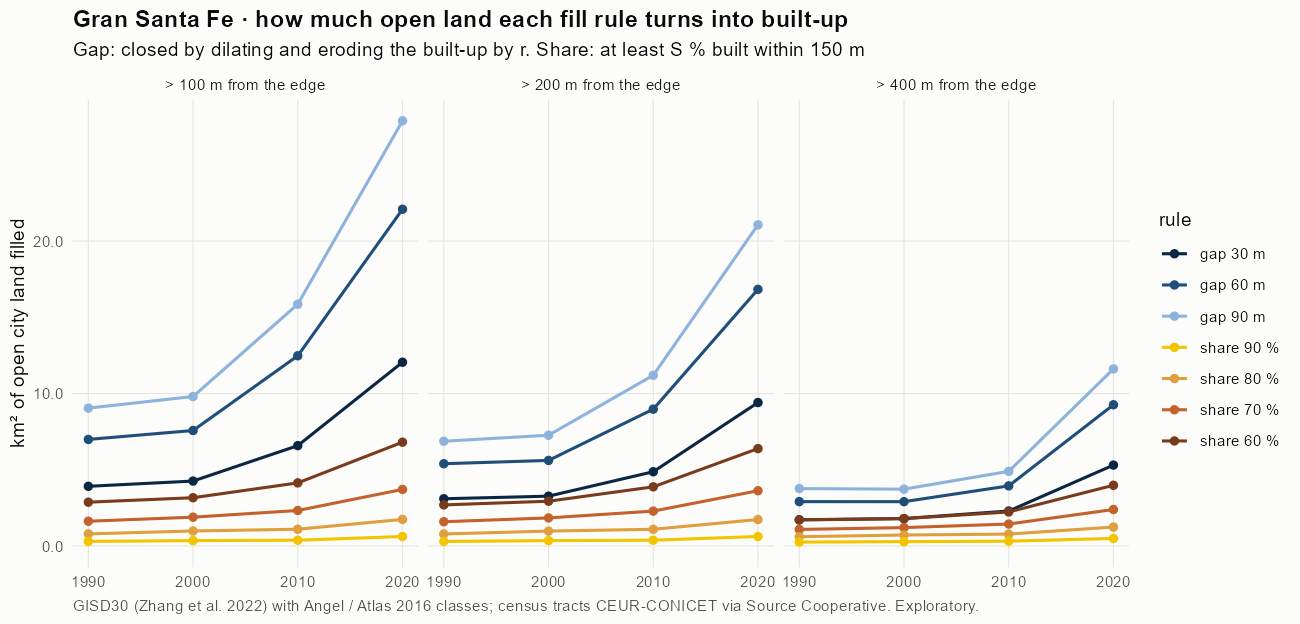 Gran Santa Fe · how much open land each fill rule turns into built-up
Gap: closed by dilating and eroding the built-up by r. Share: at least S % built within 150 m
> 100 m from the edge
> 200 m from the edge
> 400 m from the edge
km² of open city land filled
20.0
10.0
0.0
1990 2000 2010 2020
1990 2000 2010 2020
1990 2000 2010 2020
rule
gap 30 m
gap 60 m
gap 90 m
share 90 %
share 80 %
share 70 %
share 60 %
GISD30 (Zhang et al. 2022) with Angel / Atlas 2016 classes; census tracts CEUR-CONICET via Source Cooperative. Exploratory.